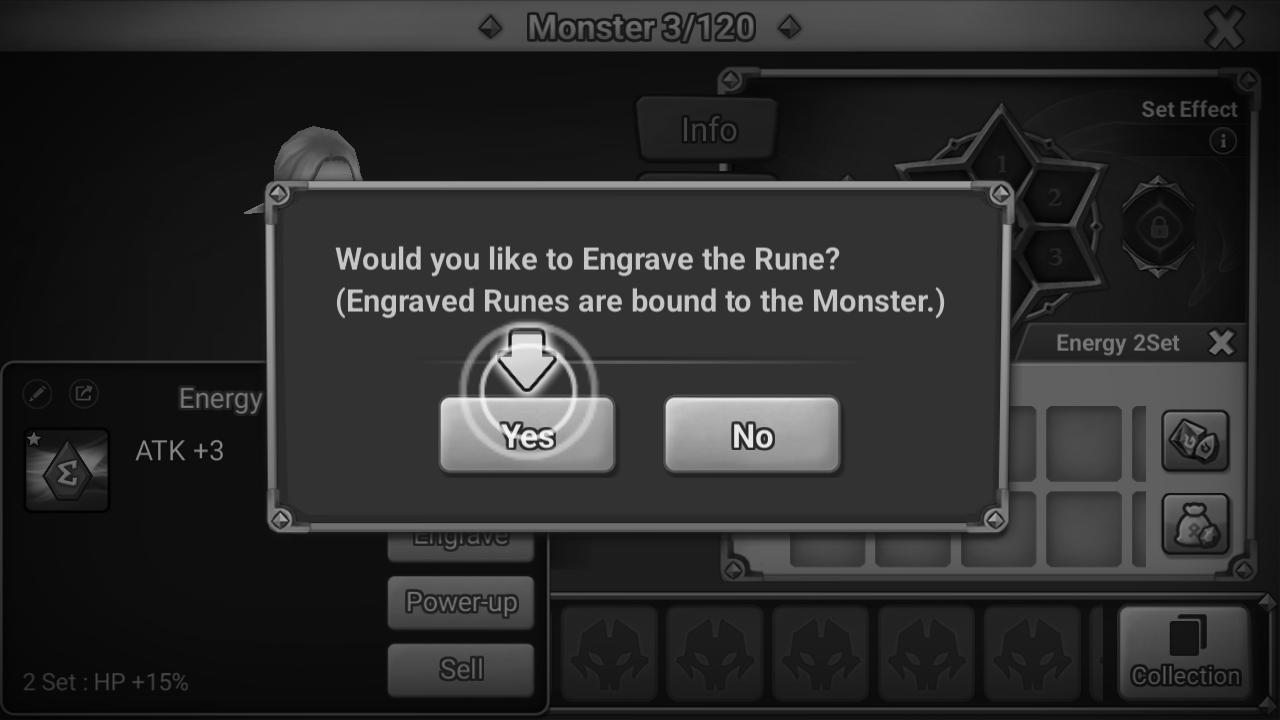 Monster 3/120
Info
Set Effect
1
2
3
Would you like to Engrave the Rune?
(Engraved Runes are bound to the Monster.)
Yes
No
Energy 2Set
Energy
ATK +3
Engrave
Power-up
Sell
2 Set : HP +15%
Collection